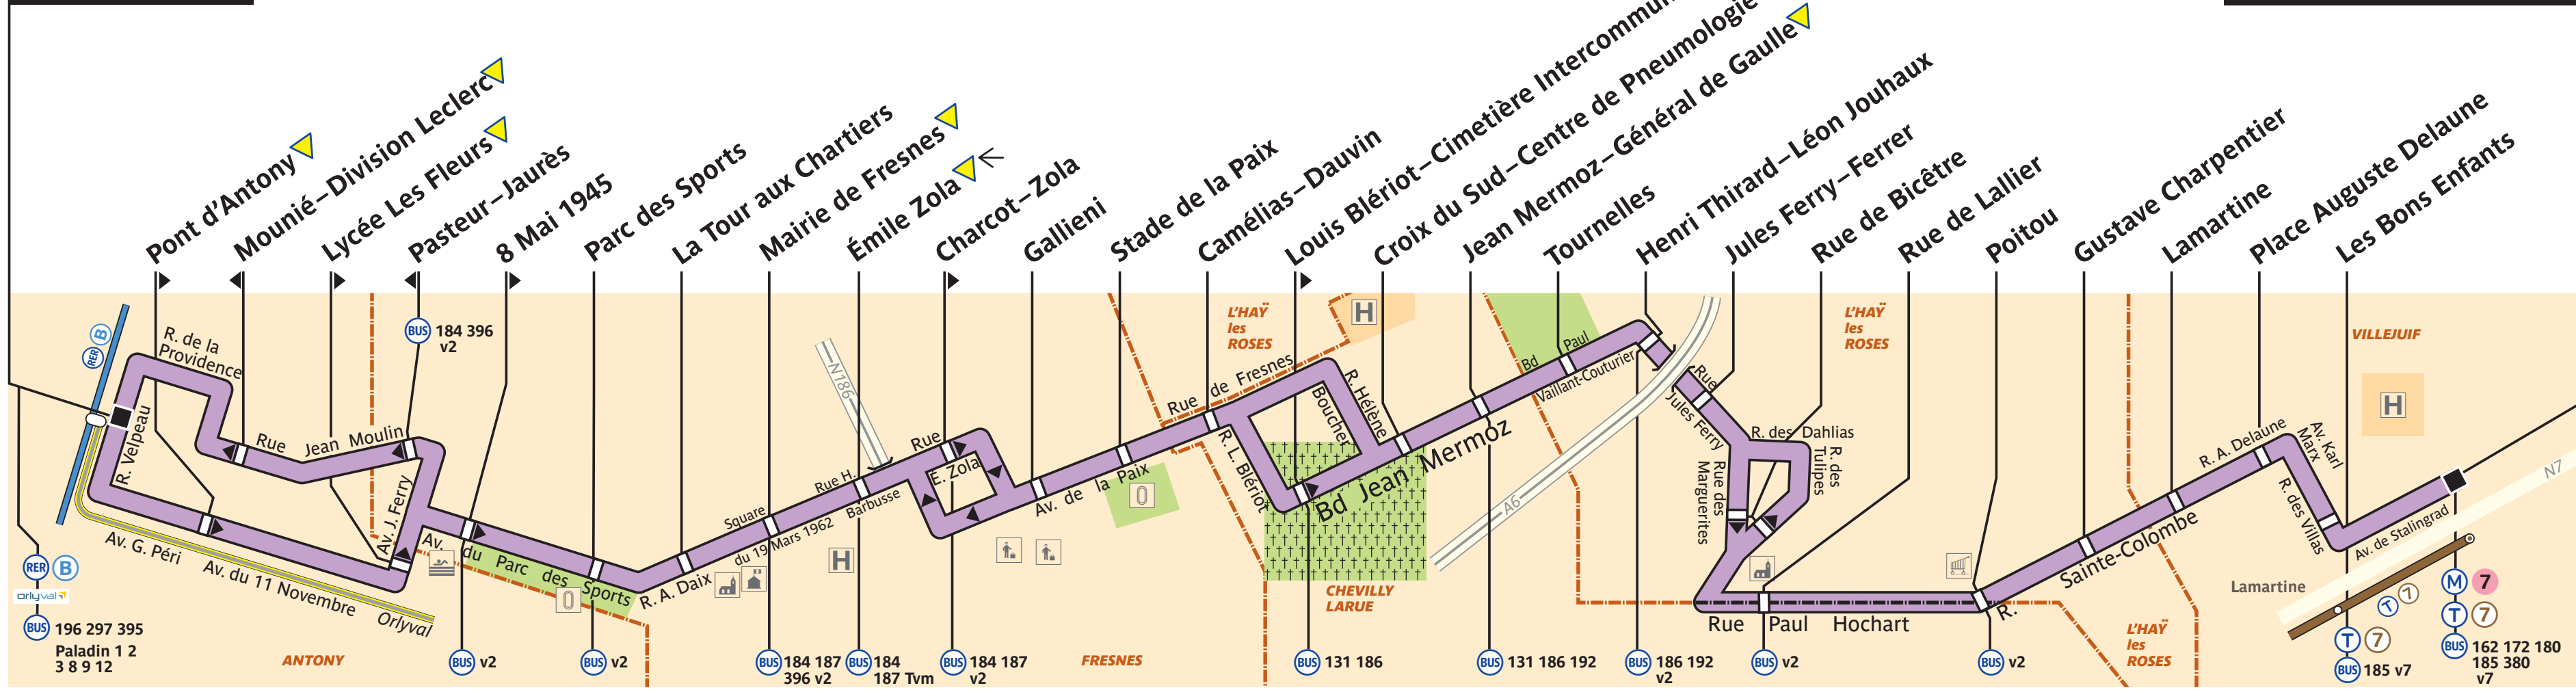 Pont d'Antony
Mounié–Division Leclerc
Lycée Les Fleurs
Pasteur–Jaurès
8 Mai 1945
Parc des Sports
La Tour aux Chartiers
Mairie de Fresnes
Émile Zola
Charcot–Zola
Gallieni
Stade de la Paix
Camélias–Dauvin
Louis Blériot–Cimetière
Croix du Sud–Centre de Pneumologie
Jean Mermoz–Général de Gaulle
Tournelles
Henri Thirard–Léon Jouhaux
Jules Ferry–Ferrer
Rue de Bicêtre
Rue de Lallier
Poitou
Gustave Charpentier
Lamartine
Place Auguste Delaune
Les Bons Enfants
RER B
R. de la
Providence
R. Velpeau
Rue Jean Moulin
BUS 184 396
v2
Av. J. Ferry
Av. G. Péri
Av. du 11 Novembre
Orlyval
RER B
orlyval
BUS 196 297 395
Paladin 1 2
3 8 9 12
ANTONY
Av. du Parc des Sports
BUS v2
BUS v2
R. A. Daix
Square
du 19 Mars 1962
Rue H.
Barbusse
N186
H
Rue
E. Zola
BUS 184 187
396 v2
BUS 184
187 Tvm
BUS 184 187
v2
FRESNES
Av. de la Paix
Rue de Fresnes
L'HAŸ
les
ROSES
H
R. L. Blériot
Boucher
R. Hélène
Bd Jean Mermoz
CHEVILLY
LARUE
BUS 131 186
BUS 131 186 192
Bd Paul
Vaillant-Couturier
A6
BUS 186 192
v2
Rue
Jules Ferry
R. des Dahlias
R. des
Tulipes
Rue des
Marguerites
L'HAŸ
les
ROSES
Rue Paul Hochart
BUS v2
BUS v2
R. Sainte-Colombe
L'HAŸ
les
ROSES
VILLEJUIF
H
R. A. Delaune
Av. Karl
Marx
R. des Villas
Av. de Stalingrad
N7
Lamartine
T 7
T 7
BUS 185 v7
M 7
T 7
BUS 162 172 180
185 380
v7